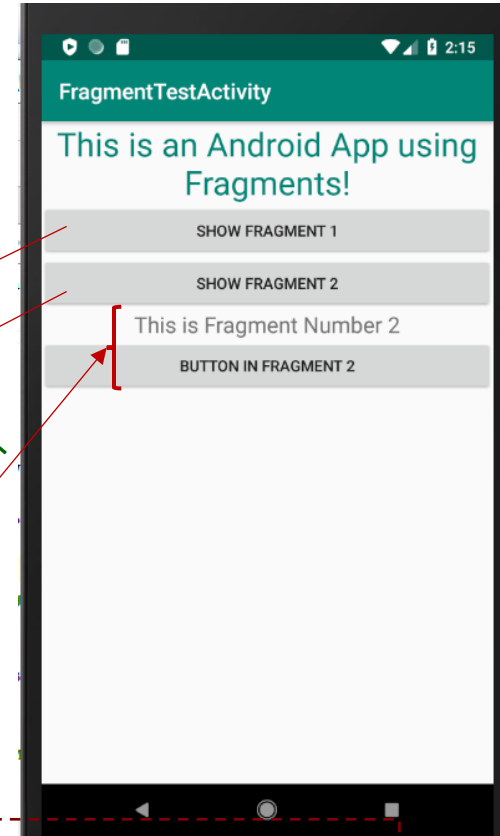 2:15
FragmentTestActivity
This is an Android App using
Fragments!
SHOW FRAGMENT 1
SHOW FRAGMENT 2
This is Fragment Number 2
BUTTON IN FRAGMENT 2